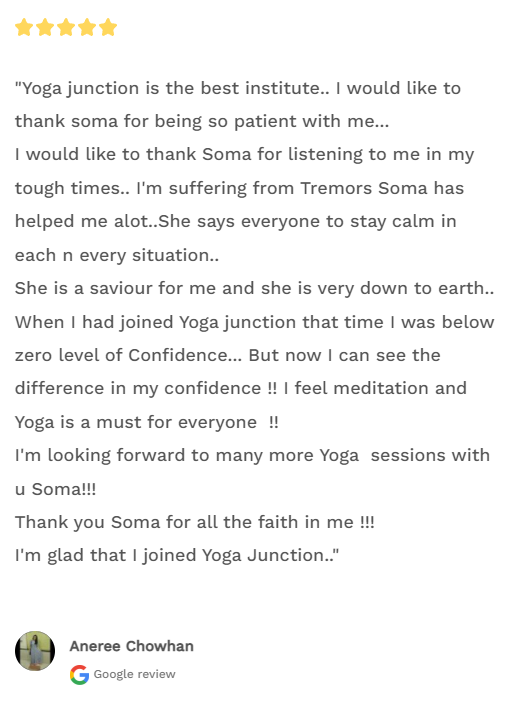 "Yoga junction is the best institute.. I would like to
thank soma for being so patient with me...
I would like to thank Soma for listening to me in my
tough times.. I'm suffering from Tremors Soma has
helped me alot..She says everyone to stay calm in
each n every situation..
She is a saviour for me and she is very down to earth..
When I had joined Yoga junction that time I was below
zero level of Confidence... But now I can see the
difference in my confidence !! I feel meditation and
Yoga is a must for everyone  !!
I'm looking forward to many more Yoga  sessions with
u Soma!!!
Thank you Soma for all the faith in me !!!
I'm glad that I joined Yoga Junction.."
Aneree Chowhan
Google review